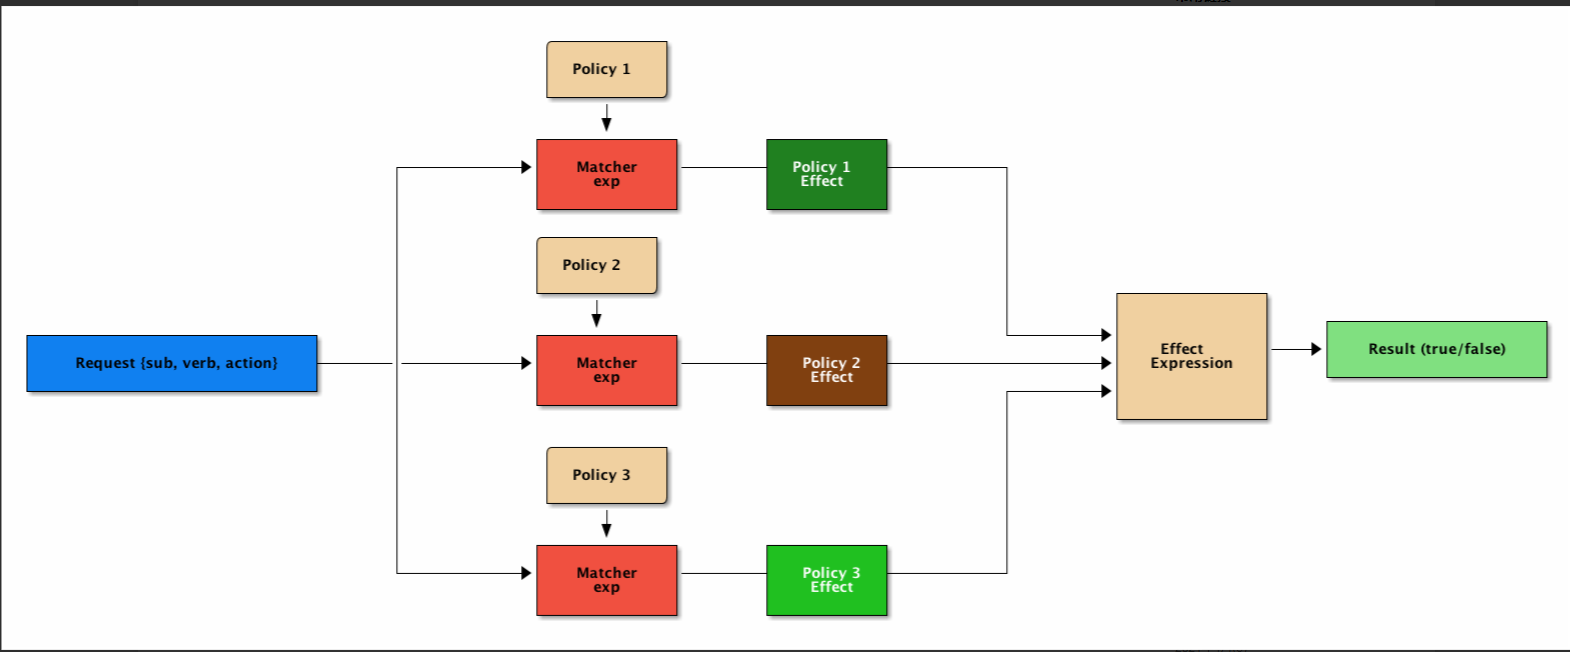 Policy 1
Matcher
exp
Policy 1
Effect
Policy 2
Request {sub, verb, action}
Matcher
exp
Policy 2
Effect
Effect
Expression
Result (true/false)
Policy 3
Matcher
exp
Policy 3
Effect